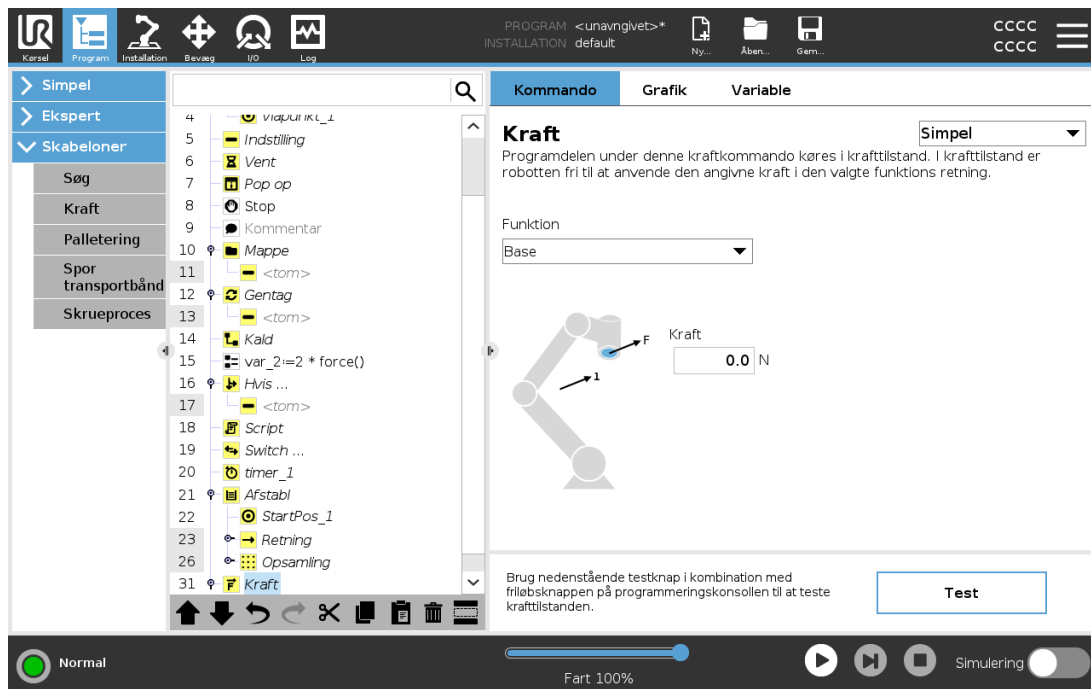 UR
PROGRAM <unavngivet>*
INSTALLATION default
Kørsel
Program
Installation
Bevæg
I/O
Log
Ny...
Åben...
Gem...
CCCC
CCCC
Simpel
Ekspert
Skabeloner
Søg
Kraft
Palletering
Spor
transportbånd
Skrueproces
4 Viapunkt_1
5 Indstilling
6 Vent
7 Pop op
8 Stop
9 Kommentar
10 Mappe
11 <tom>
12 Gentag
13 <tom>
14 Kald
15 var_2:=2 * force()
16 Hvis ...
17 <tom>
18 Script
19 Switch ...
20 timer_1
21 Afstabl
22 StartPos_1
23 Retning
26 Opsamling
31 Kraft
Kommando
Grafik
Variable
Kraft
Simpel
Programdelen under denne kraftkommando køres i krafttilstand. I krafttilstand er
robotten fri til at anvende den angivne kraft i den valgte funktions retning.
Funktion
Base
F
1
Kraft
0.0 N
Brug nedenstående testknap i kombination med
friløbsknappen på programmeringskonsollen til at teste
krafttilstanden.
Test
Normal
Fart 100%
Simulering